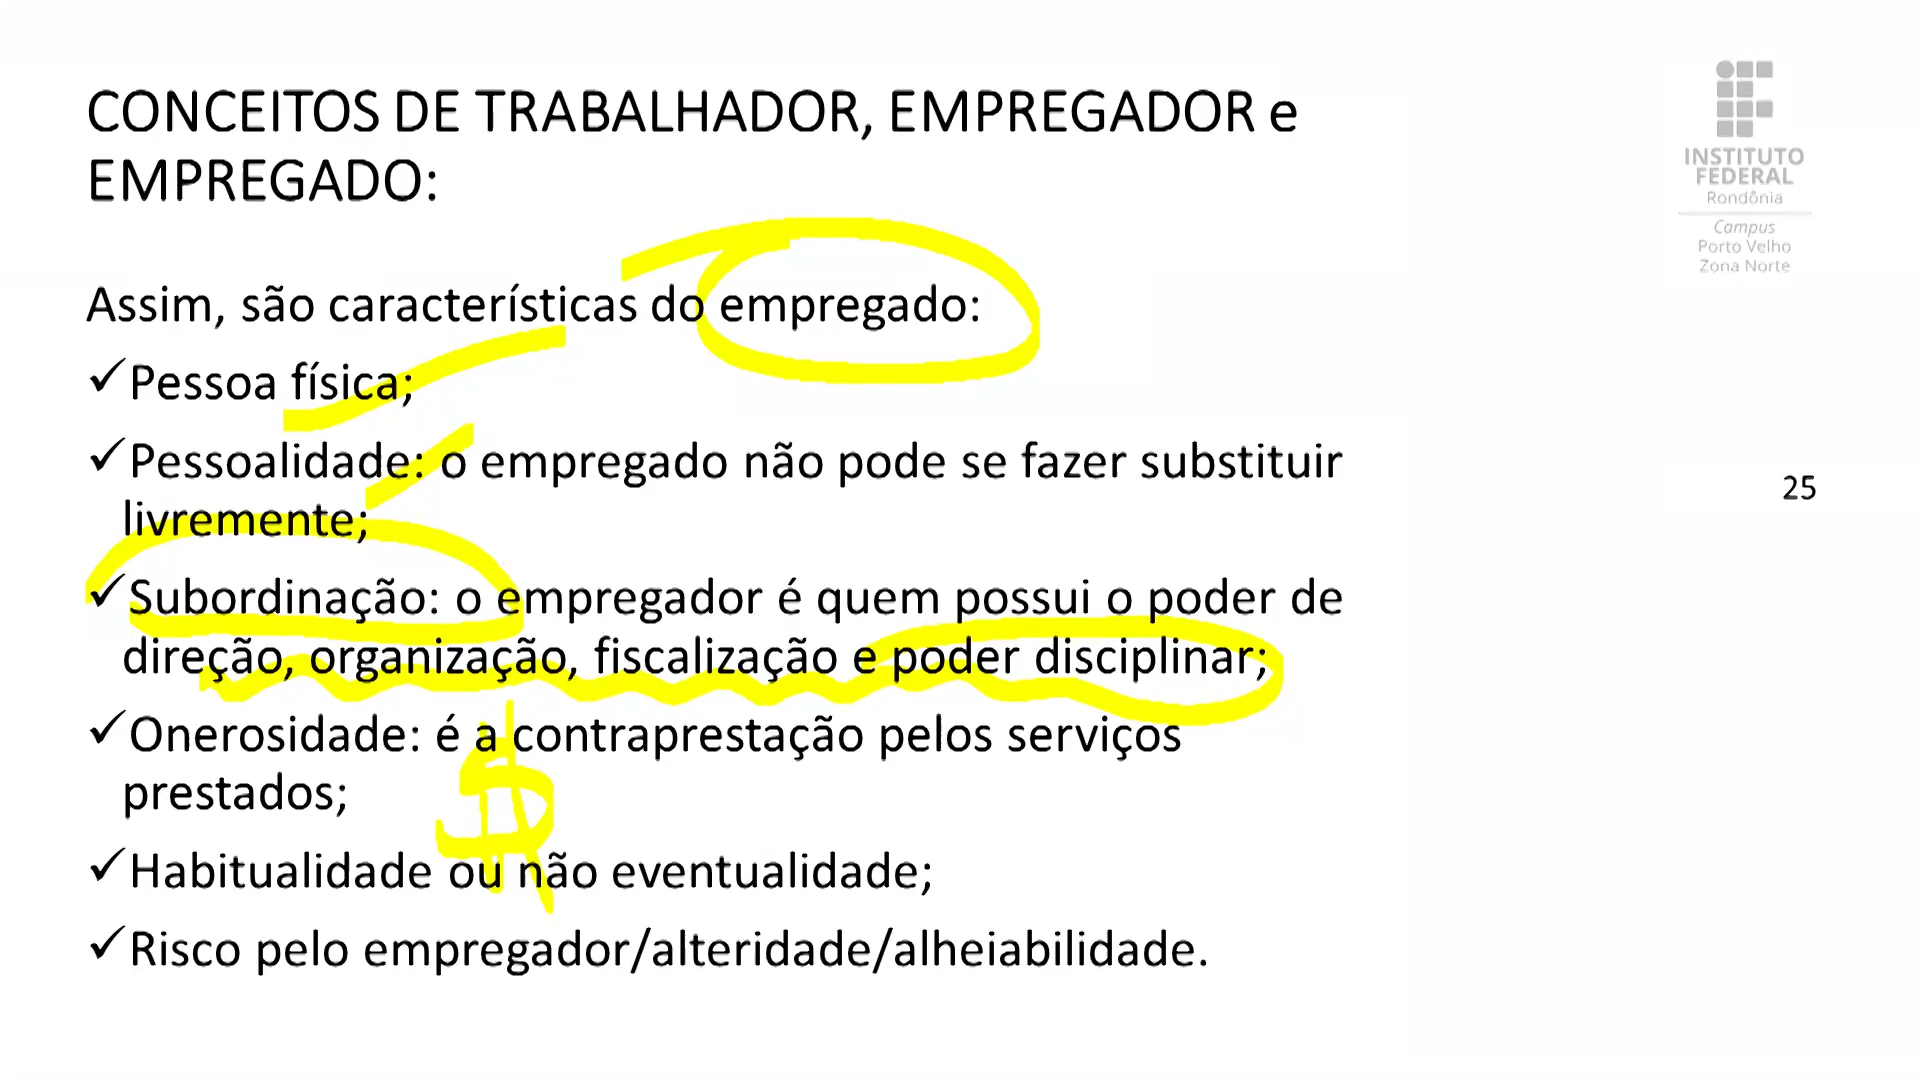 CONCEITOS DE TRABALHADOR, EMPREGADOR e
EMPREGADO:
INSTITUTO
FEDERAL
Rondônia
Campus
Porto Velho
Zona Norte
Assim, são características do empregado:
✓Pessoa física;
✓Pessoalidade: o empregado não pode se fazer substituir
livremente;
25
✓Subordinação: o empregador é quem possui o poder de
direção, organização, fiscalização e poder disciplinar;
✓Onerosidade: é a contraprestação pelos serviços
prestados;
$
✓Habitualidade ou não eventualidade;
✓Risco pelo empregador/alteridade/alheiabilidade.